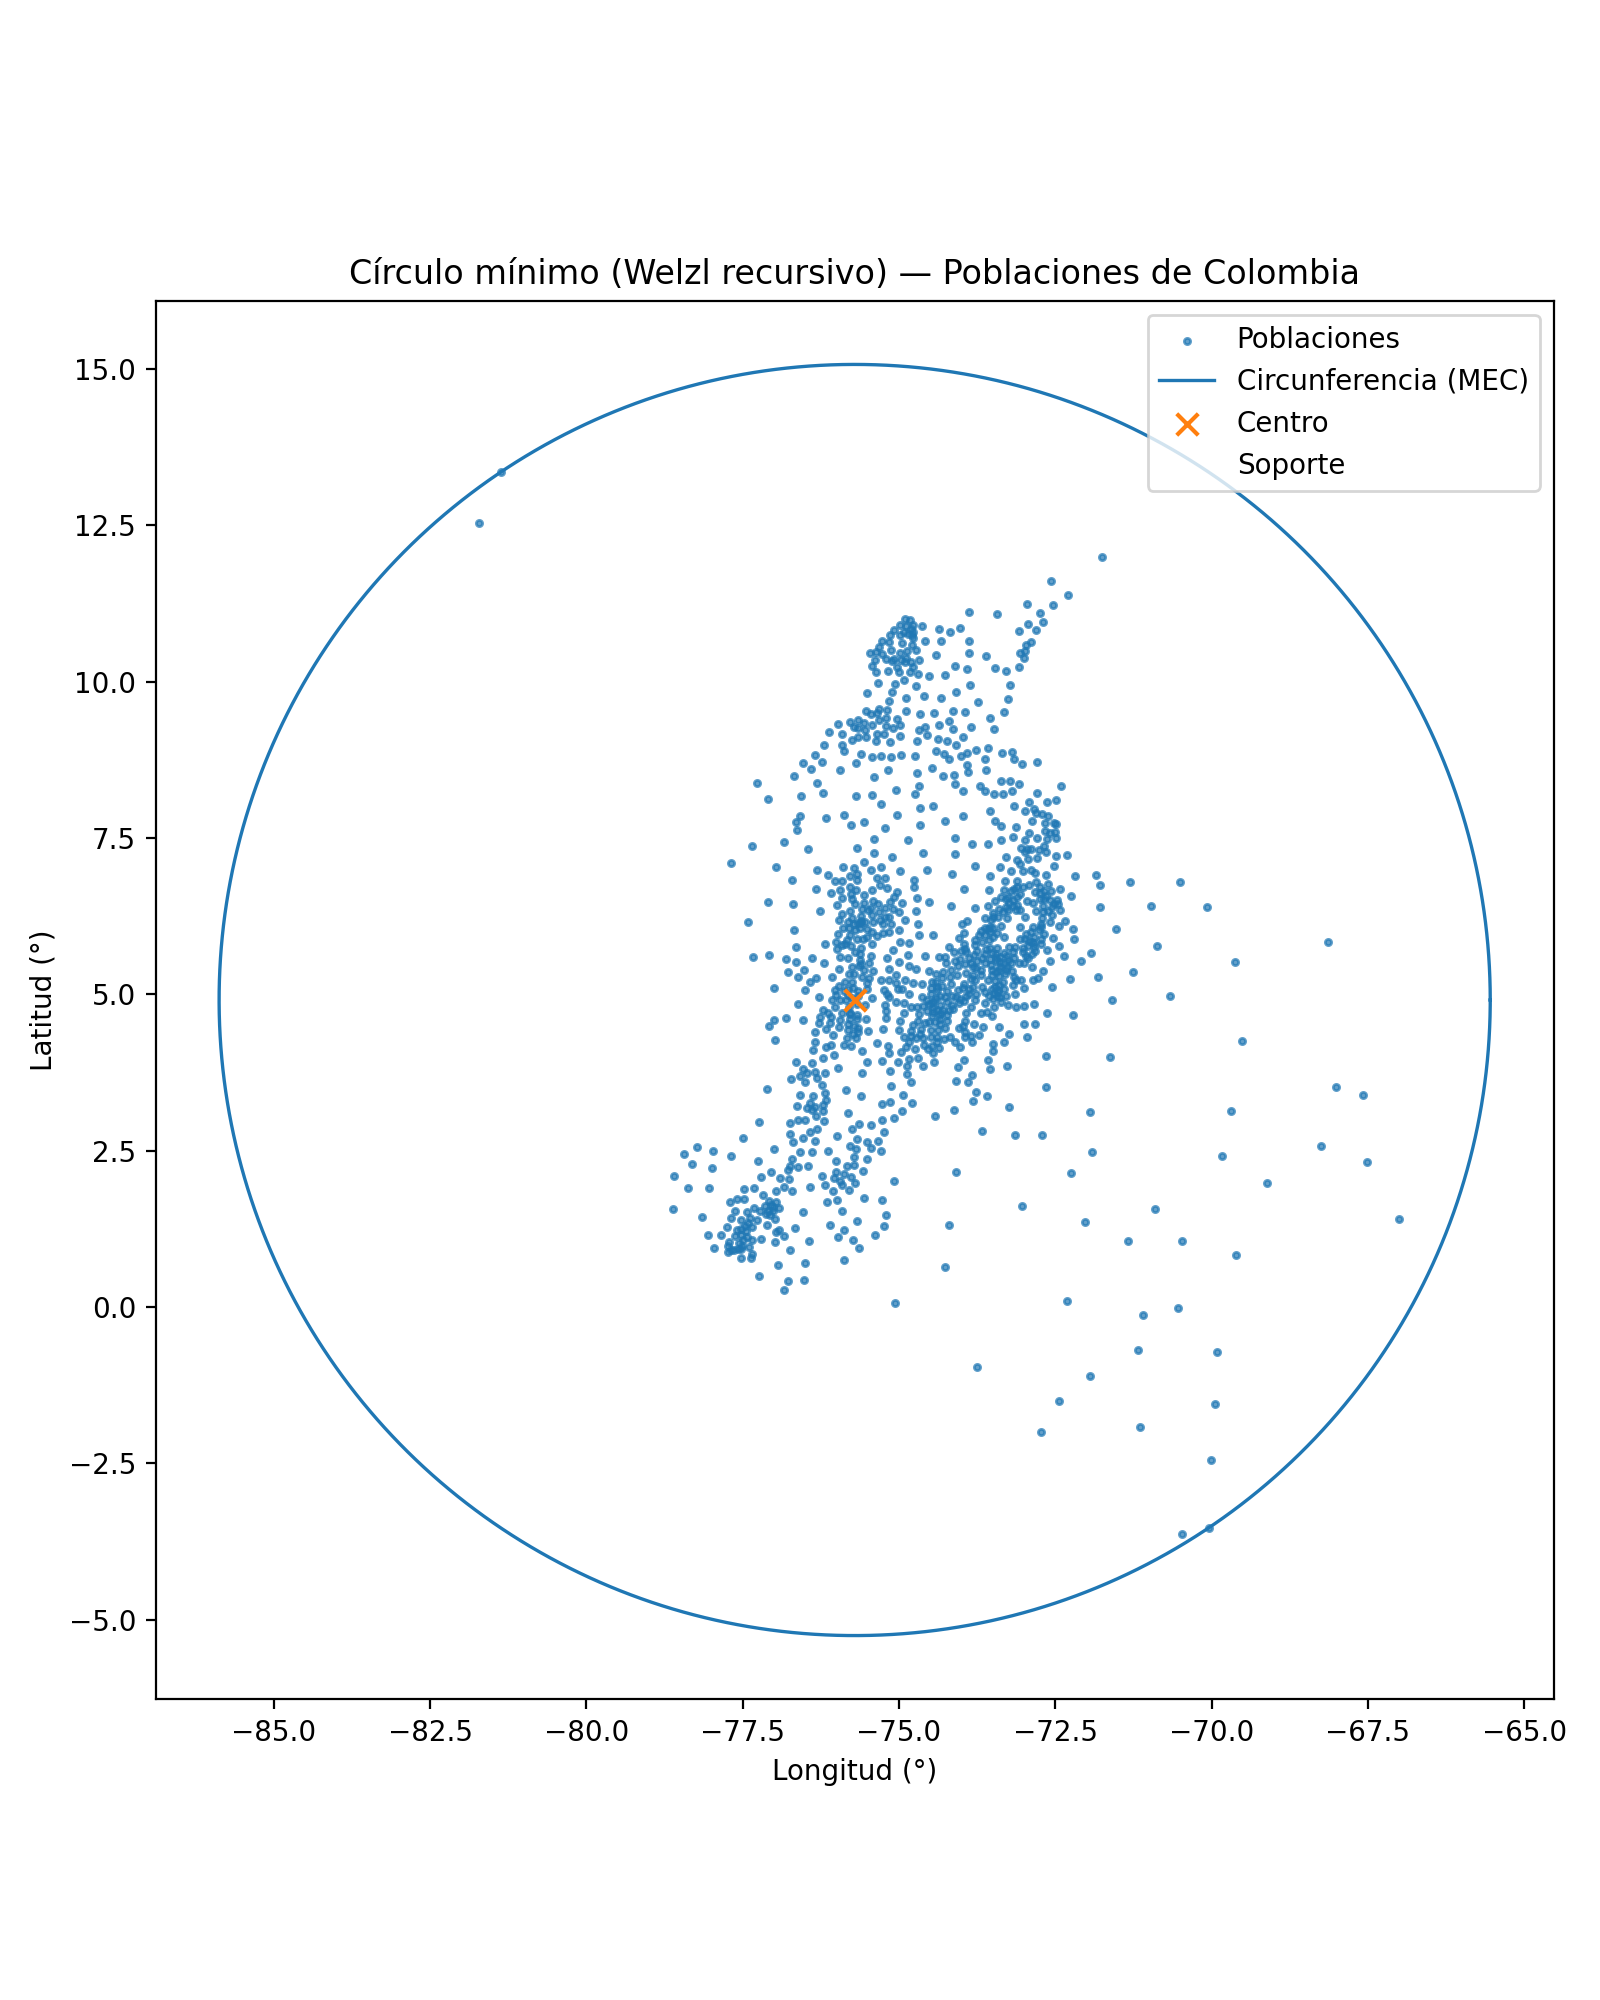 Círculo mínimo (Welzl recursivo) — Poblaciones de Colombia
Poblaciones
Circunferencia (MEC)
Centro
Soporte
15.0
12.5
10.0
7.5
5.0
2.5
0.0
−2.5
−5.0
Latitud (°)
−85.0
−82.5
−80.0
−77.5
−75.0
−72.5
−70.0
−67.5
−65.0
Longitud (°)